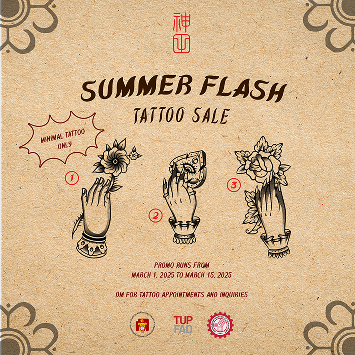 神
山
SUMMER FLASH
TATTOO SALE
MINIMAL TATTOO
ONLY
1
2
3
PROMO RUNS FROM
MARCH 1, 2025 TO MARCH 15, 2025
DM FOR TATTOO APPOINTMENTS AND INQUIRIES
TUP
FAD